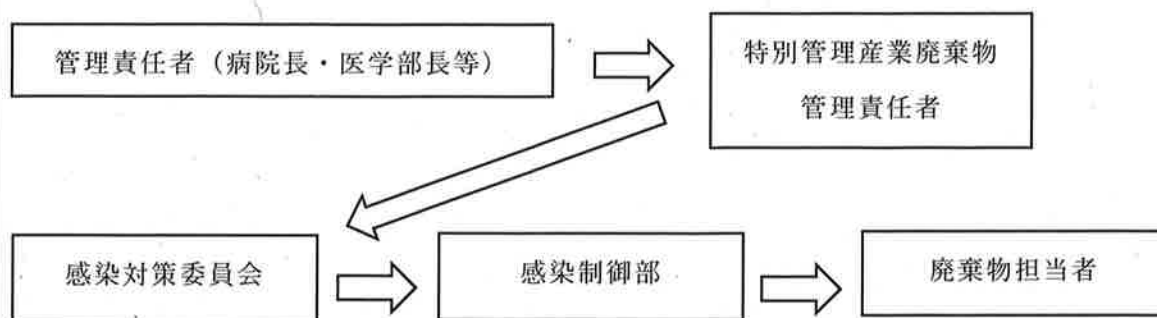 管理責任者（病院長・医学部長等）
特別管理産業廃棄物
管理責任者
感染対策委員会
感染制御部
廃棄物担当者